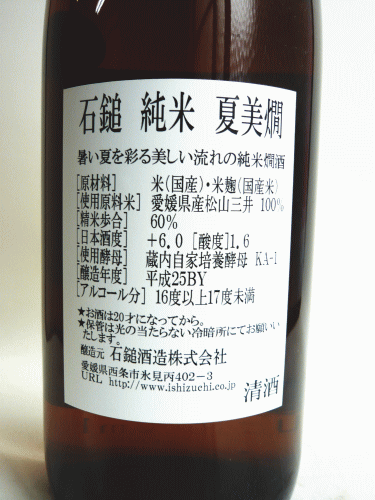 石鎚 純米 夏美燗
暑い夏を彩る美しい流れの純米燗酒
[原材料] 米(国産)・米麹(国産米)
[使用原料米] 愛媛県産松山三井 100%
[精米歩合] 60%
[日本酒度] +6.0 [酸度]1.6
[使用酵母] 蔵内自家培養酵母 KA-1
[醸造年度] 平成25BY
[アルコール分] 16度以上17度未満
★お酒は20才になってから。
★保管は光の当たらない冷暗所にてお願いい
たします。
醸造元 石鎚酒造株式会社
愛媛県西条市氷見丙402-3
URL http://www.ishizuchi.co.jp
清酒